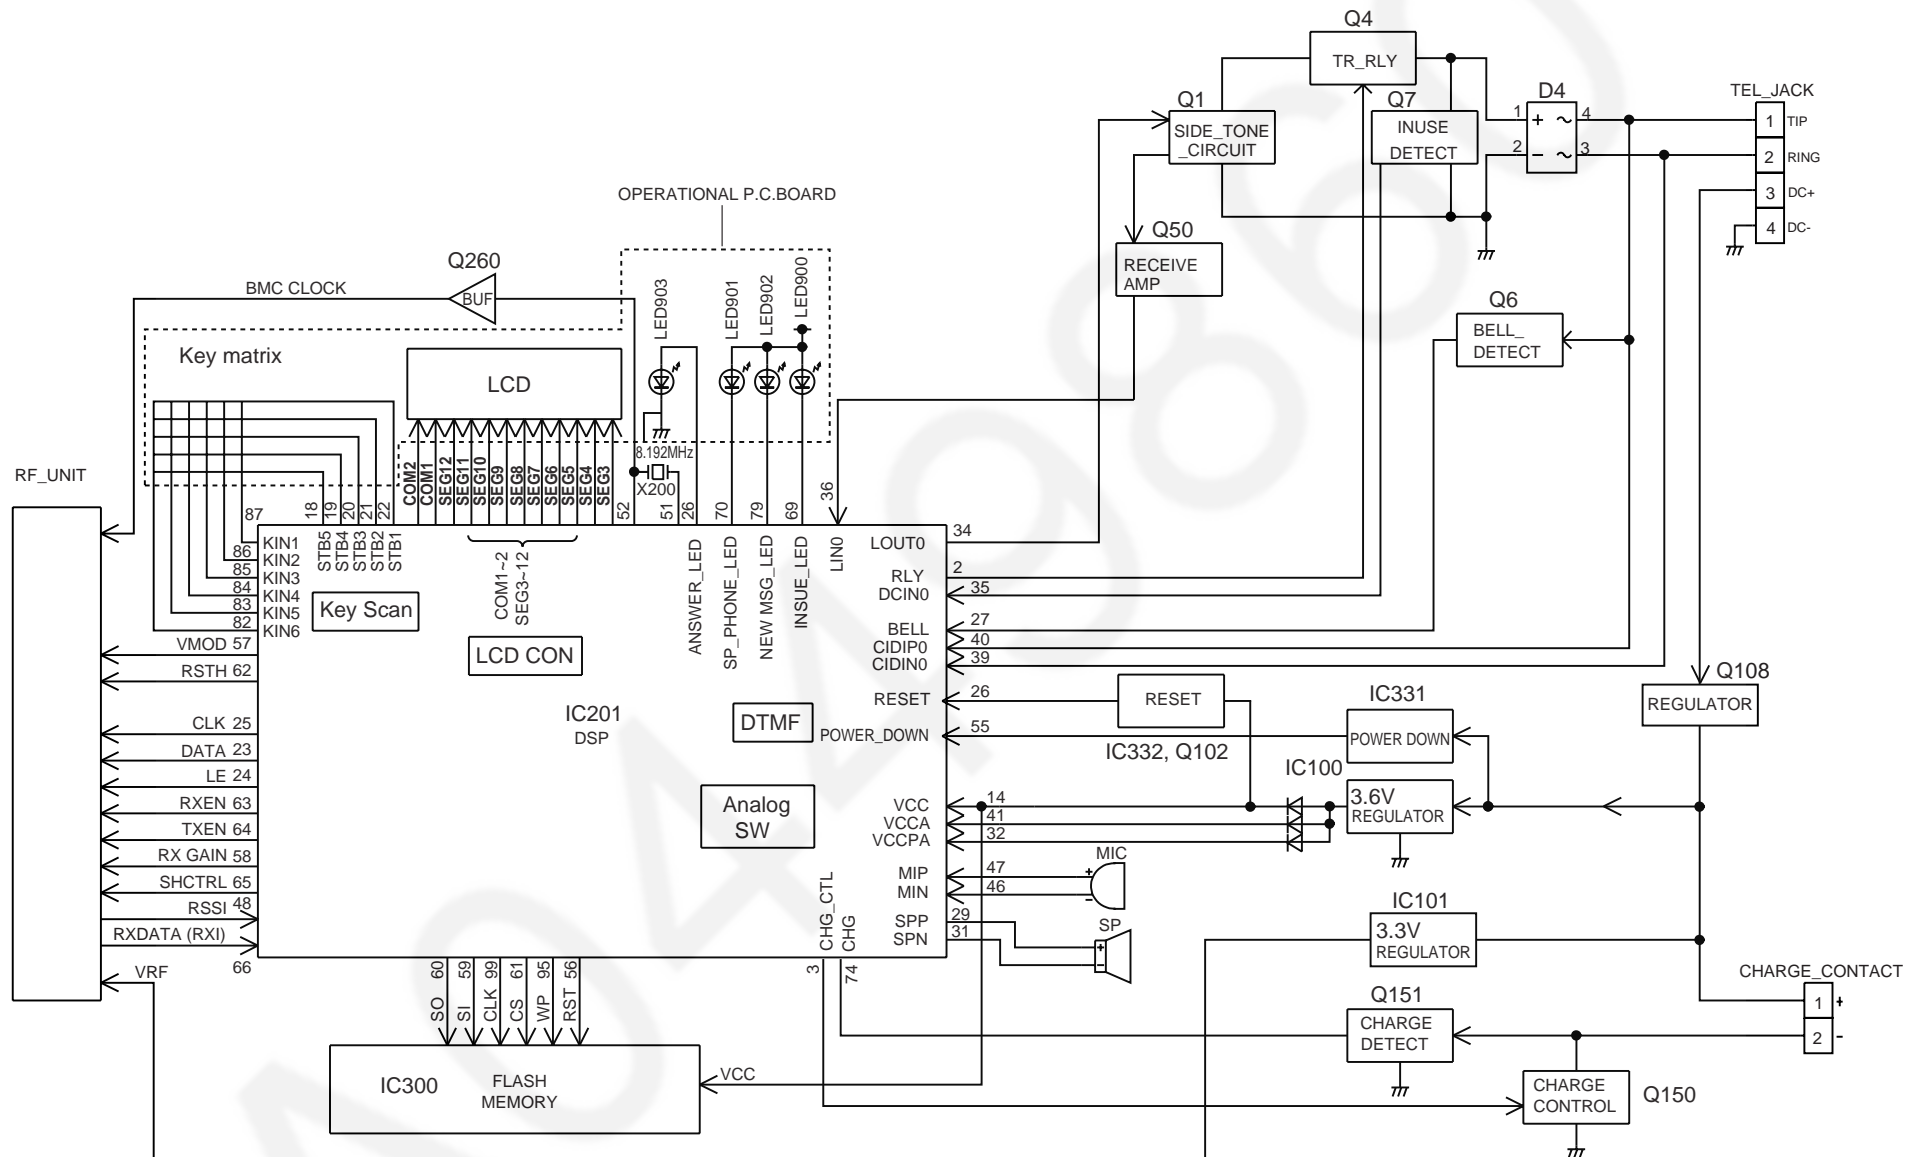 Q4
TR_RLY
Q1
SIDE_TONE
_CIRCUIT
Q7
INUSE
DETECT
D4
1 + ~ 4
2 - ~ 3
TEL_JACK
1 TIP
2 RING
3 DC+
4 DC-
OPERATIONAL P.C.BOARD
Q50
RECEIVE
AMP
Q260
BUF
BMC CLOCK
LED903
LED901
LED902
LED900
Q6
BELL_
DETECT
Key matrix
LCD
8.192MHz
X200
RF_UNIT
COM2
COM1
SEG12
SEG11
SEG10
SEG9
SEG8
SEG7
SEG6
SEG5
SEG4
SEG3
87
18
19
20
21
22
52
51
26
70
79
69
36
KIN1
86
KIN2
85
KIN3
84
KIN4
83
KIN5
82
KIN6
STB5
STB4
STB3
STB2
STB1
COM1~2
SEG3~12
ANSWER_LED
SP_PHONE_LED
NEW MSG_LED
INSUE_LED
LIN0
Key Scan
LCD CON
LOUT0 34
RLY 2
DCIN0 35
BELL 27
CIDIP0 40
CIDIN0 39
RESET 26
POWER_DOWN 55
VMOD 57
RSTH 62
CLK 25
DATA 23
LE 24
RXEN 63
TXEN 64
RX GAIN 58
SHCTRL 65
RSSI 48
RXDATA (RXI)
66
VRF
IC201
DSP
DTMF
Analog
SW
RESET
IC332, Q102
IC331
POWER DOWN
Q108
REGULATOR
IC100
3.6V
REGULATOR
VCC 14
VCCA 41
VCCPA 32
MIP 47
MIN 46
SPP 29
SPN 31
MIC
+
-
SP
+
-
IC101
3.3V
REGULATOR
CHG_CTL
CHG
3
74
60
59
99
61
95
56
SO
SI
CLK
CS
WP
RST
CHARGE_CONTACT
1 +
2 -
Q151
CHARGE
DETECT
IC300
FLASH
MEMORY
VCC
CHARGE
CONTROL
Q150